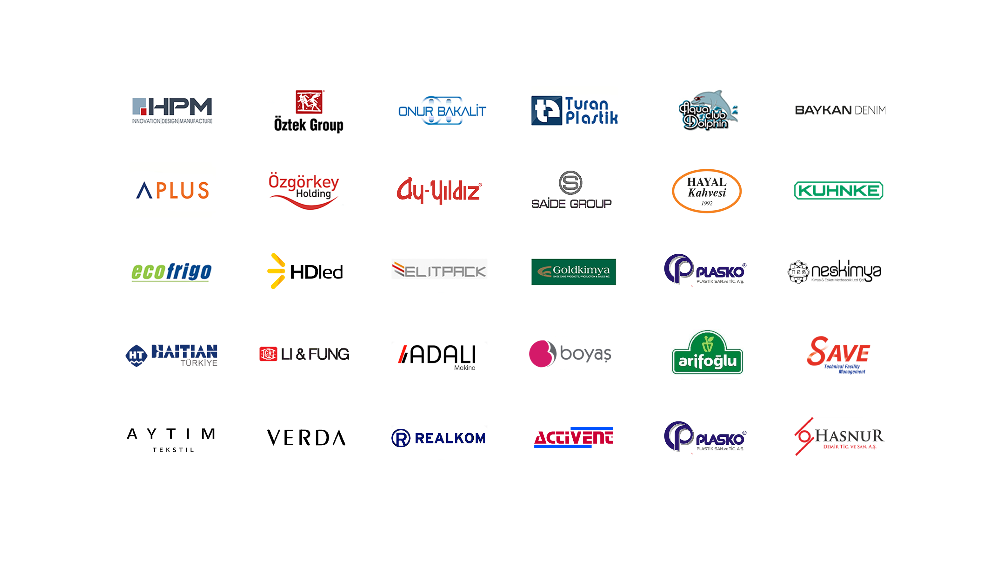 HPM
INNOVATION|DESIGN|MANUFACTURE
Öztek Group
ONUR BAKALİT
Turan
Plastik
Aqua
club
Dolphin
BAYKAN DENIM
APLUS
Özgörkey
Holding
ay-yıldız®
S
SAİDE GROUP
HAYAL
Kahvesi
1992
KUHNKE
ecofrigo
HDled
ELITPACK
Goldkimya
SHOE CARE PRODUCTS, PRODUCTION & SALES INC.
PLASKO®
PLASTİK SAN.ve TİC. A.Ş.
nes
neskimya
Kimya & Etiket Matbaacılık Ltd. Şti.
HT
HAITIAN
TÜRKİYE
LI & FUNG
ADALI
Makina
boyaş
arifoğlu
SAVE
Technical Facility
Management
AYTIM
TEKSTIL
VERDA
R REALKOM
ACTiVENT®
PLASKO®
PLASTİK SAN.ve TİC. A.Ş.
HASNUR
DEMİR TİC. VE SAN. A.Ş.